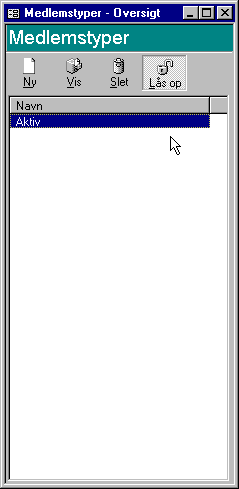 Medlemstyper - Oversigt
Medlemstyper
Ny Vis Slet Lås op
Navn
Aktiv